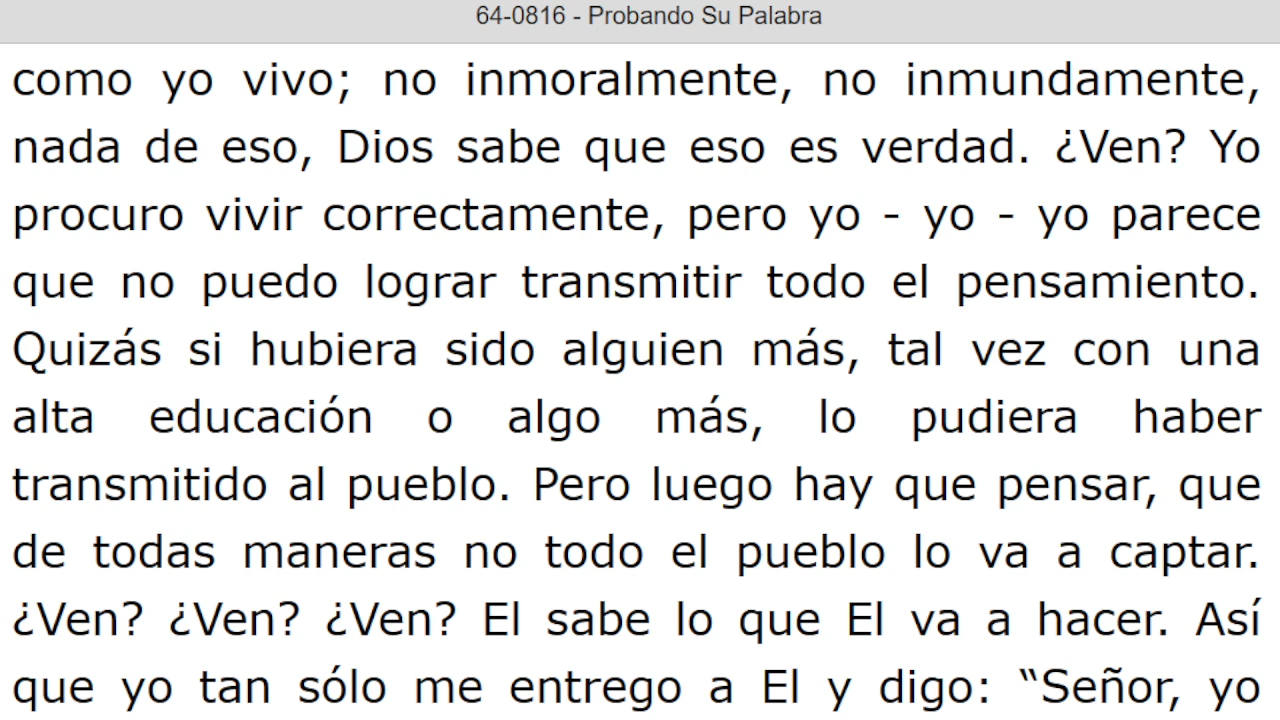 64-0816 - Probando Su Palabra
como yo vivo; no inmoralmente, no inmundamente,
nada de eso, Dios sabe que eso es verdad. ¿Ven? Yo
procuro vivir correctamente, pero yo - yo - yo parece
que no puedo lograr transmitir todo el pensamiento.
Quizás si hubiera sido alguien más, tal vez con una
alta educación o algo más, lo pudiera haber
transmitido al pueblo. Pero luego hay que pensar, que
de todas maneras no todo el pueblo lo va a captar.
¿Ven? ¿Ven? ¿Ven? El sabe lo que El va a hacer. Así
que yo tan sólo me entrego a El y digo: “Señor, yo